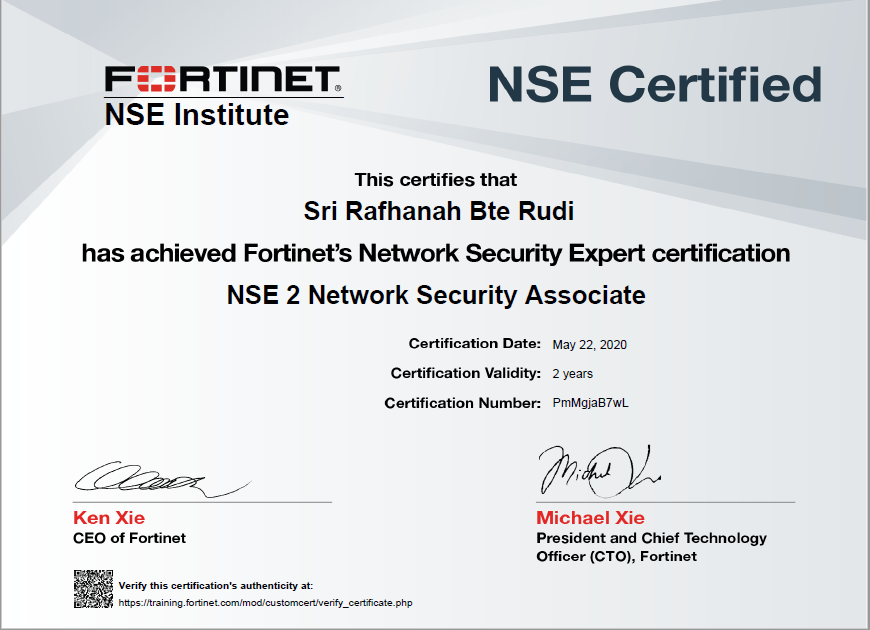 FORTINET®
NSE Institute
NSE Certified
This certifies that
Sri Rafhanah Bte Rudi
has achieved Fortinet's Network Security Expert certification
NSE 2 Network Security Associate
Certification Date: May 22, 2020
Certification Validity: 2 years
Certification Number: PmMgjaB7wL
Ken Xie
CEO of Fortinet
Michael Xie
President and Chief Technology
Officer (CTO), Fortinet
Verify this certification's authenticity at:
https://training.fortinet.com/mod/customcert/verify_certificate.php